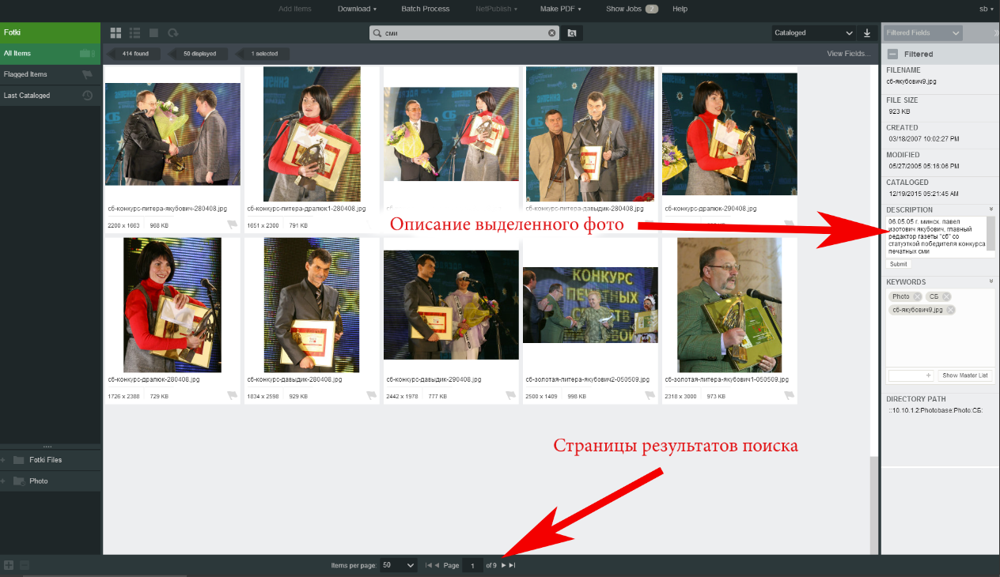 Add Items Download Batch Process NetPublish Make PDF Show Jobs 7 Help sb
Fotki
All Items
Flagged Items
Last Cataloged
Fotki Files
Photo
сми
Cataloged
414 found 50 displayed 1 selected View Fields...
сб-конкурс-питера-якубович-280408.jpg
2200 x 1663 968 KB
сб-конкурс-питера-дралюк1-280408.jpg
1651 x 2300 791 KB
сб-конкурс-питера-давыдик-280408.jpg
сб-конкурс-дралюк-290408.jpg
Описание выделенного фото
КОНКУРС
сб-конкурс-дралюк-280408.jpg
1726 x 2388 729 KB
сб-конкурс-давыдик-280408.jpg
1834 x 2598 929 KB
сб-конкурс-давыдик-280408.jpg
2442 x 1978 777 KB
сб-золотая-литера-якубович2-050509.jpg
2500 x 1409 998 KB
сб-золотая-литера-якубович1-050509.jpg
2318 x 3000 973 KB
Страницы результатов поиска
Items per page: 50 Page 1 of 9
Filtered Fields
Filtered
FILENAME
сб-якубович9.jpg
FILE SIZE
923 KB
CREATED
03/18/2007 10:02:27 PM
MODIFIED
05/27/2005 05:16:06 PM
CATALOGED
12/19/2015 05:21:45 AM
DESCRIPTION
06.05.05 г. минск. павел
изотович якубович, главный
редактор газеты "сб" со
статуэткой победителя конкурса
печатных сми
Submit
KEYWORDS
Photo СБ
сб-якубович9.jpg
Show Master List
DIRECTORY PATH
::10.10.1.2:Photobase:Photo:СБ: